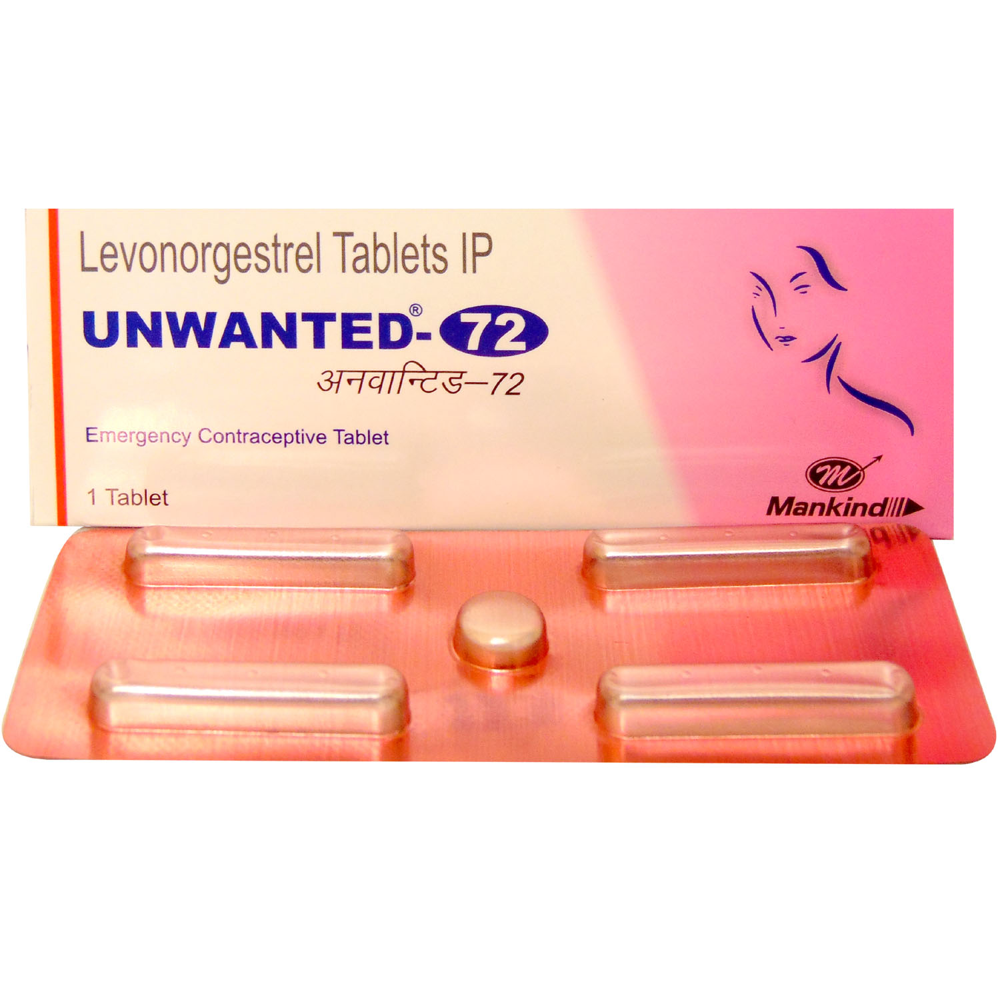 Levonorgestrel Tablets IP
UNWANTED®-72
अनवान्टिड–72
Emergency Contraceptive Tablet
1 Tablet
m
Mankind